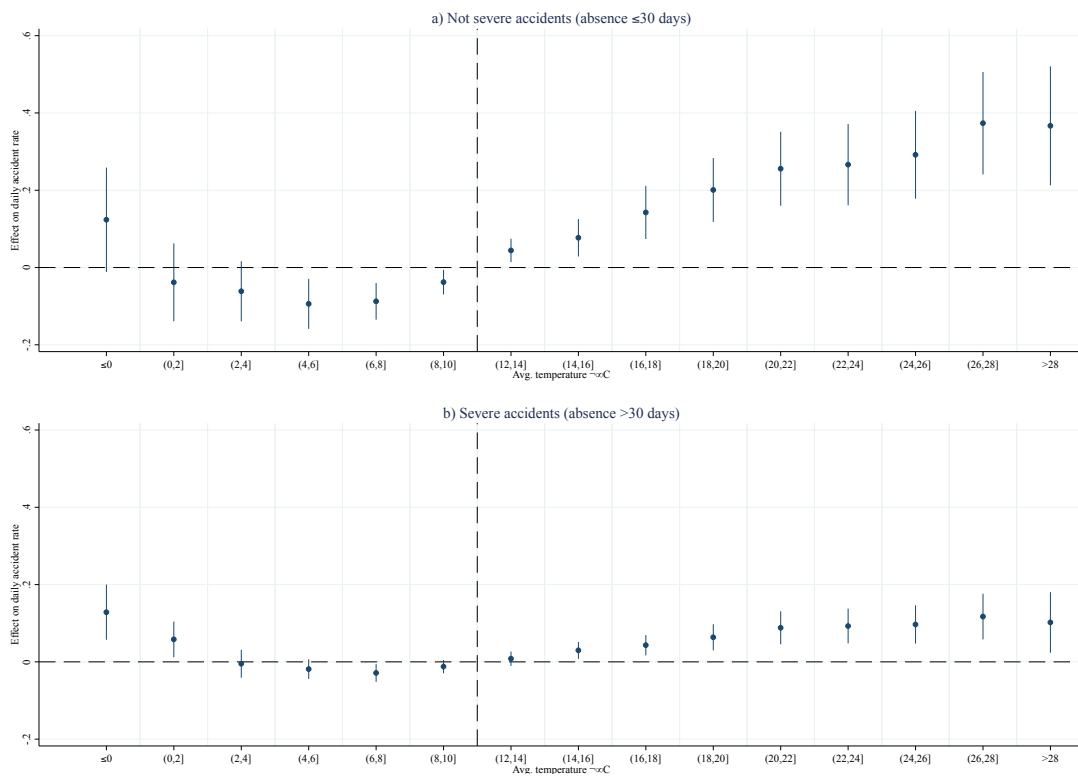 a) Not severe accidents (absence ≤30 days)
Effect on daily accident rate
.6
.4
.2
0
-.2
≤0 (0,2] (2,4] (4,6] (6,8] (8,10] (12,14] (14,16] (16,18] (18,20] (20,22] (22,24] (24,26] (26,28] >28
Avg. temperature ¬∞C
b) Severe accidents (absence >30 days)
Effect on daily accident rate
.6
.4
.2
0
-.2
≤0 (0,2] (2,4] (4,6] (6,8] (8,10] (12,14] (14,16] (16,18] (18,20] (20,22] (22,24] (24,26] (26,28] >28
Avg. temperature ¬∞C